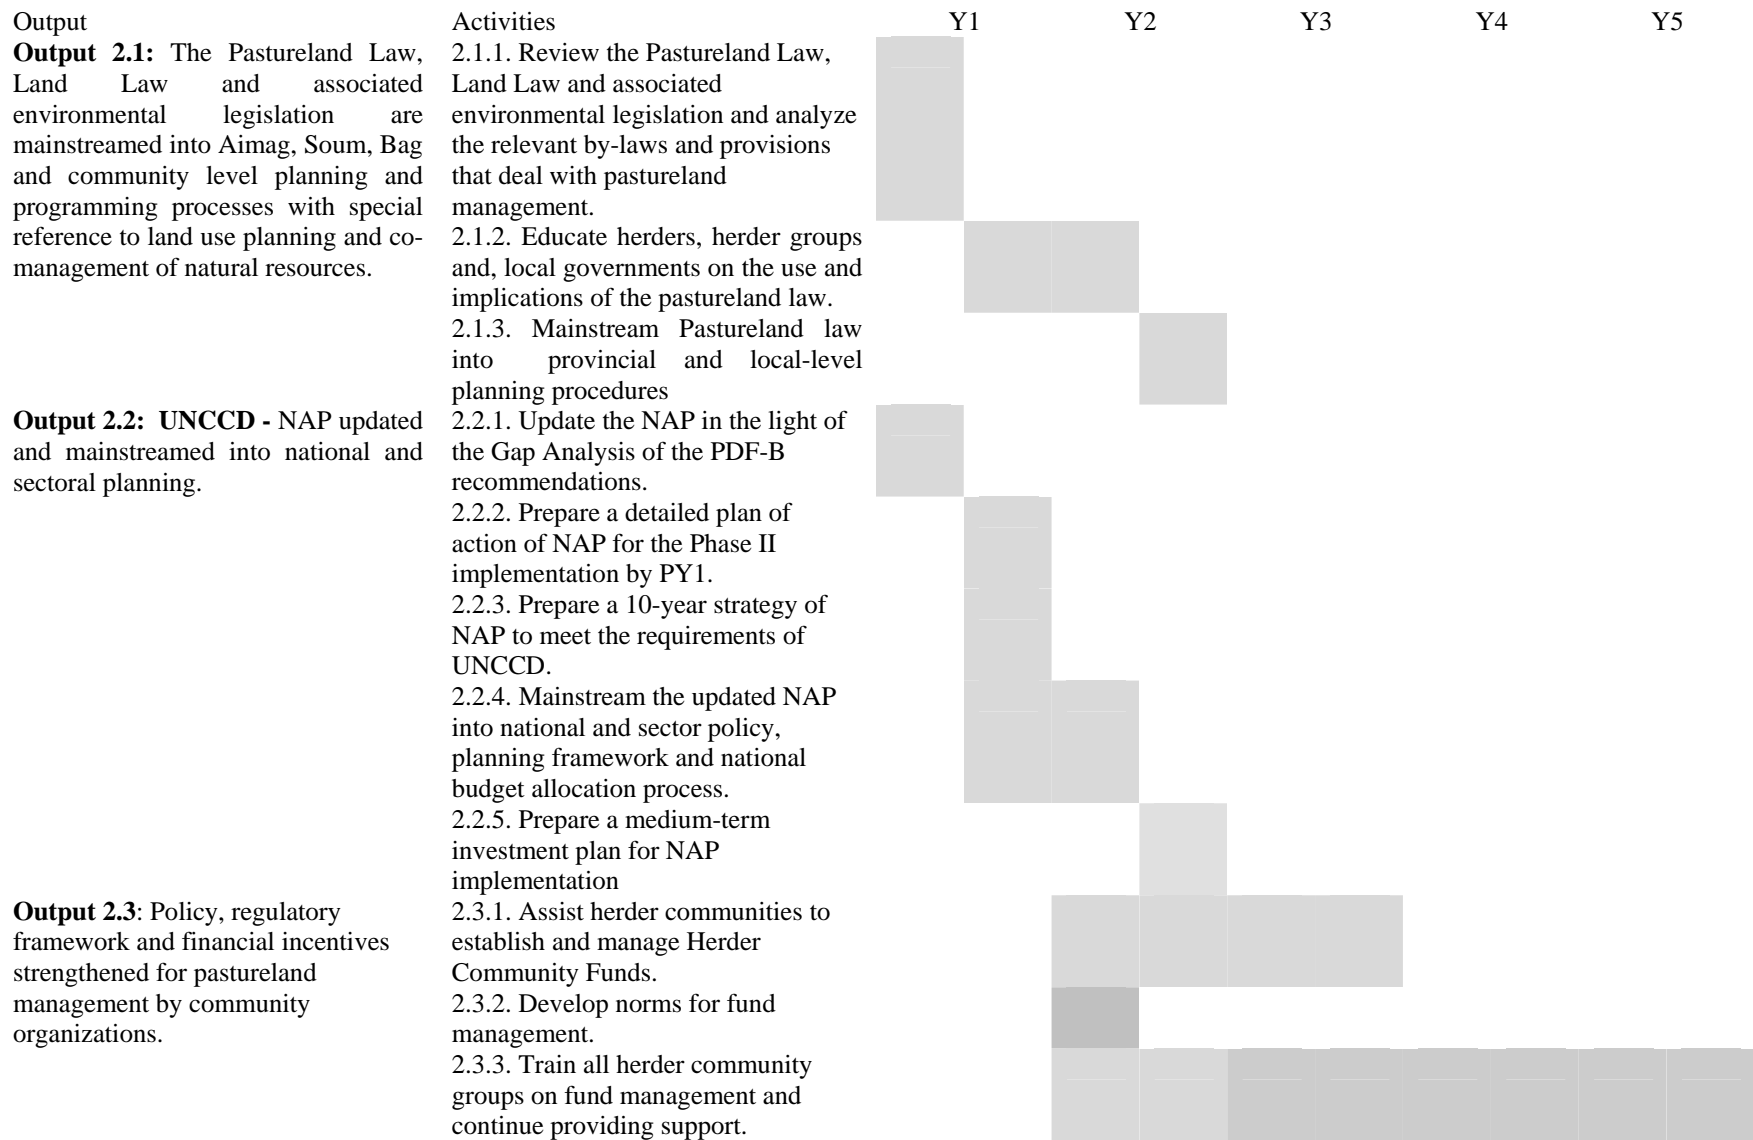 Output Activities Y1 Y2 Y3 Y4 Y5
Output 2.1: The Pastureland Law,
Land Law and associated
environmental legislation are
mainstreamed into Aimag, Soum, Bag
and community level planning and
programming processes with special
reference to land use planning and co-
management of natural resources.
2.1.1. Review the Pastureland Law,
Land Law and associated
environmental legislation and analyze
the relevant by-laws and provisions
that deal with pastureland
management.
2.1.2. Educate herders, herder groups
and, local governments on the use and
implications of the pastureland law.
2.1.3. Mainstream Pastureland law
into provincial and local-level
planning procedures
Output 2.2: UNCCD - NAP updated
and mainstreamed into national and
sectoral planning.
2.2.1. Update the NAP in the light of
the Gap Analysis of the PDF-B
recommendations.
2.2.2. Prepare a detailed plan of
action of NAP for the Phase II
implementation by PY1.
2.2.3. Prepare a 10-year strategy of
NAP to meet the requirements of
UNCCD.
2.2.4. Mainstream the updated NAP
into national and sector policy,
planning framework and national
budget allocation process.
2.2.5. Prepare a medium-term
investment plan for NAP
implementation
Output 2.3: Policy, regulatory
framework and financial incentives
strengthened for pastureland
management by community
organizations.
2.3.1. Assist herder communities to
establish and manage Herder
Community Funds.
2.3.2. Develop norms for fund
management.
2.3.3. Train all herder community
groups on fund management and
continue providing support.